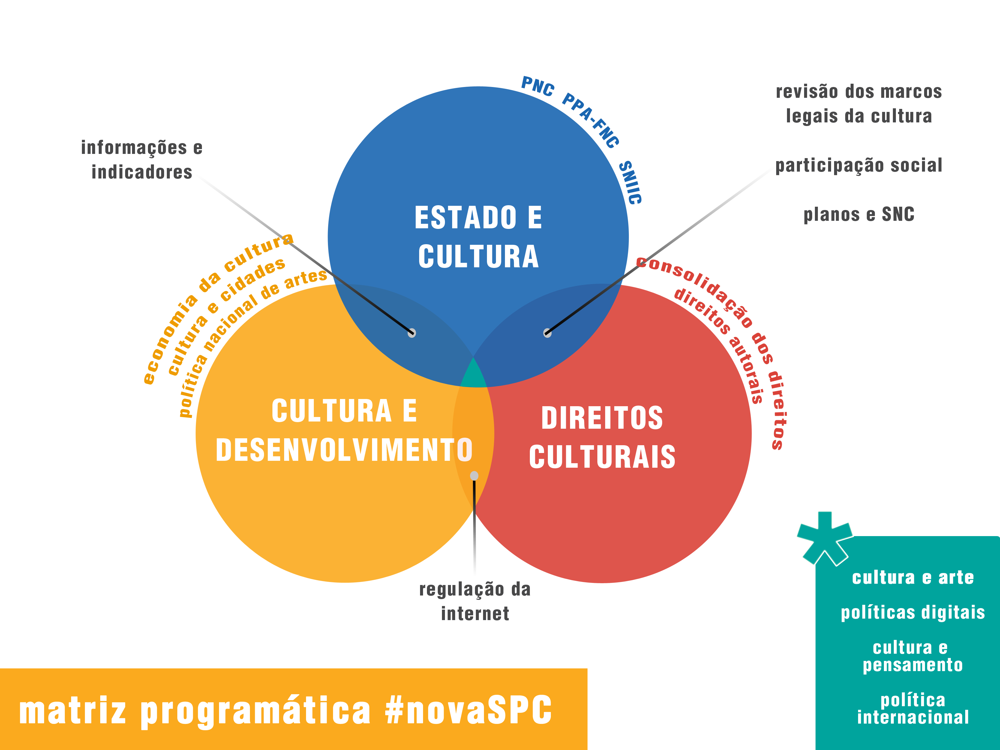 PNC PPA-FNC SNIIC
revisão dos marcos
legais da cultura
participação social
planos e SNC
informações e
indicadores
ESTADO E
CULTURA
economia da cultura
cultura e cidades
política nacional de artes
consolidação dos direitos
direitos autorais
CULTURA E
DESENVOLVIMENTO
DIREITOS
CULTURAIS
regulação da
internet
*
cultura e arte
políticas digitais
cultura e
pensamento
política
internacional
matriz programática #novaSPC